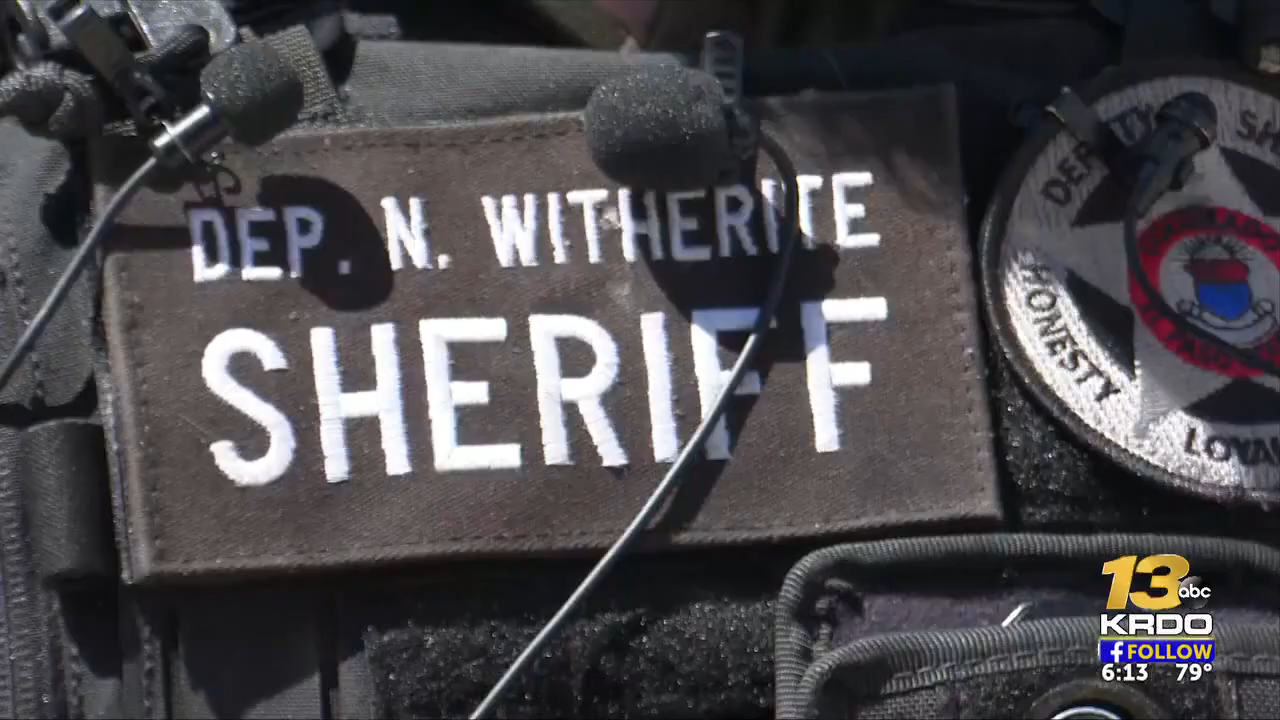 DEP. N. WITHERITE
SHERIFF
HONESTY
13 abc
KRDO
f FOLLOW
6:13 79°